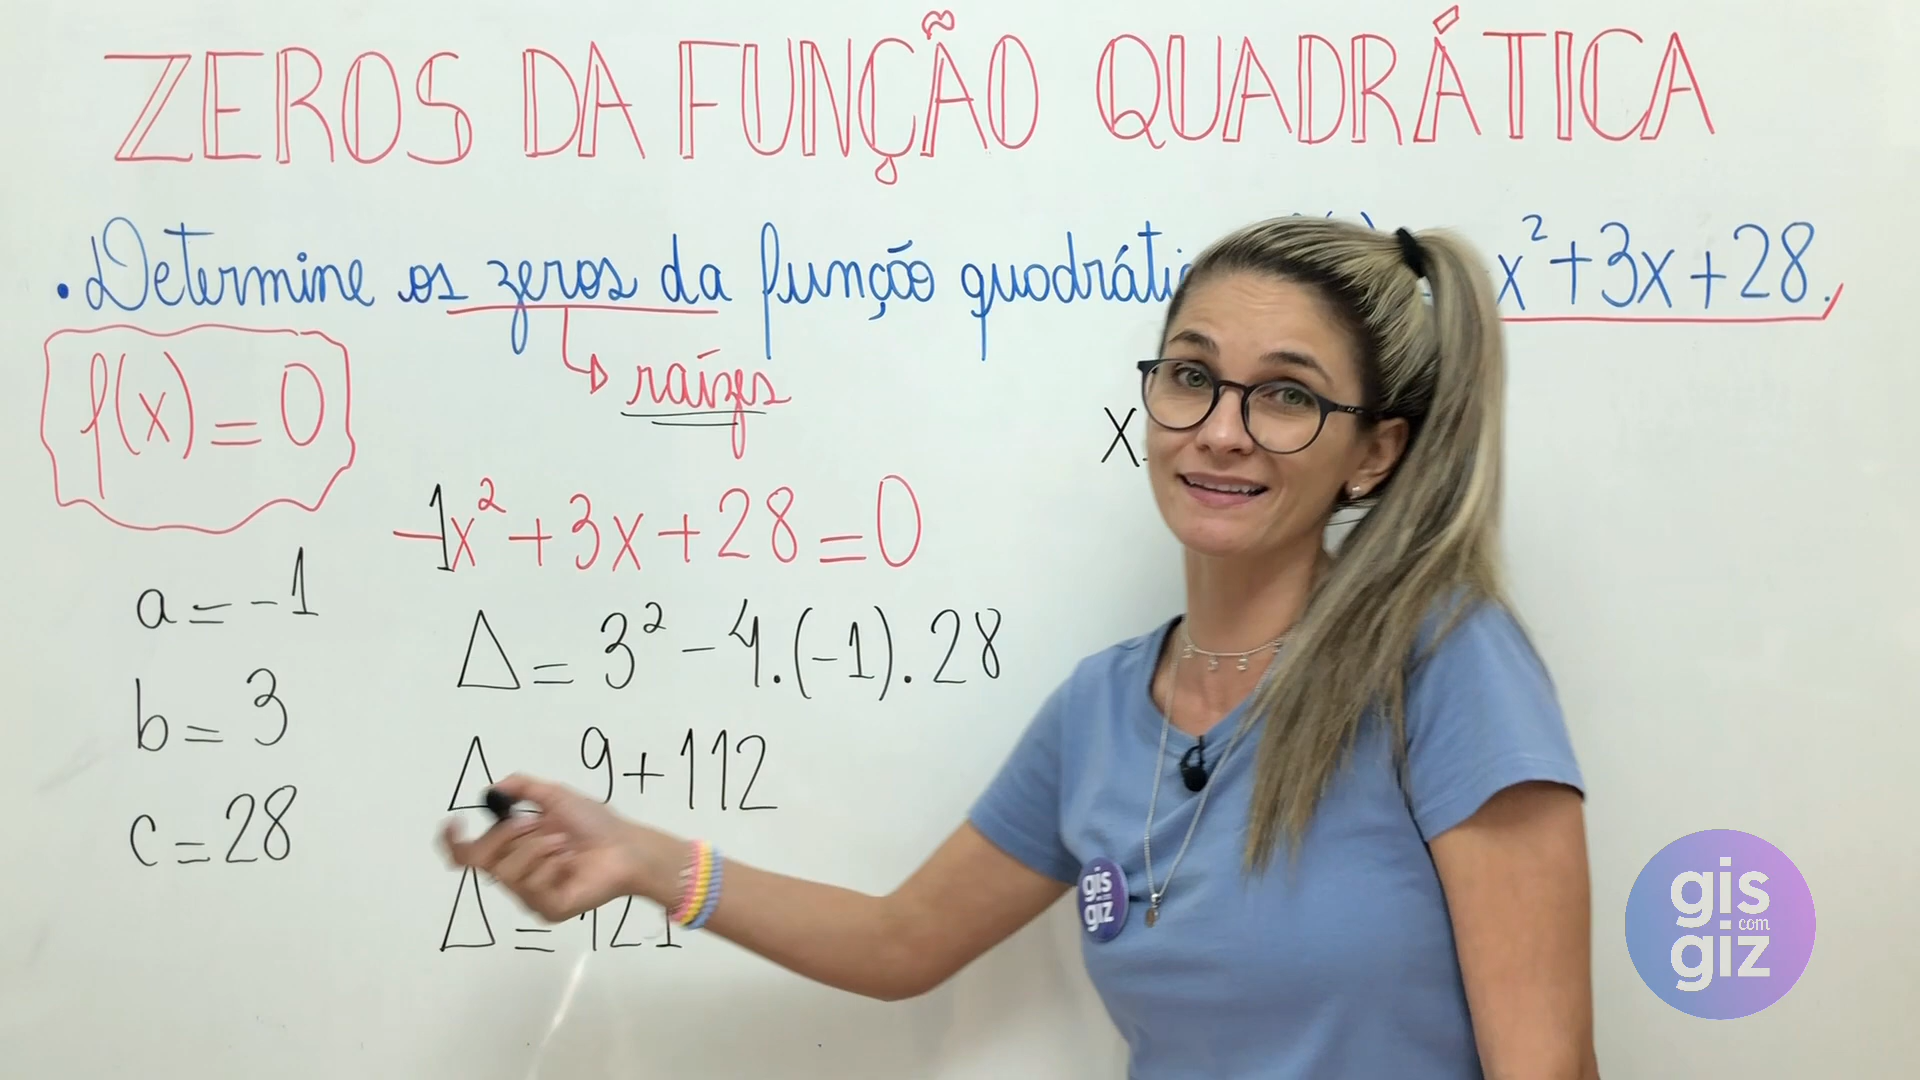 ZEROS DA FUNÇÃO QUADRÁTICA
. Determine os zeros da função x²+3x+28.
raízes
f(x)=0
X
-1x²+3x+28=0
a=-1
Δ=3²-4.(-1).28
b=3
Δ 9+112
c=28
Δ=121
gis
com
giz
gis
giz